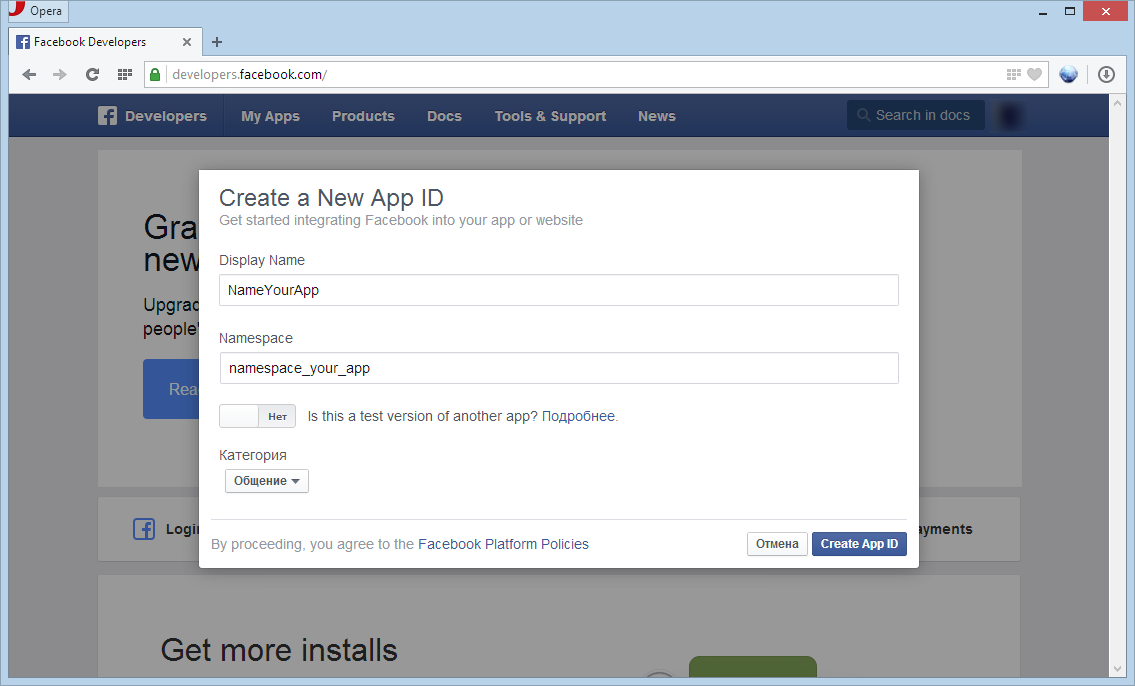 Opera
Facebook Developers
developers.facebook.com/
Developers My Apps Products Docs Tools & Support News Search in docs
Create a New App ID
Get started integrating Facebook into your app or website
Gra
new
Display Name
NameYourApp
Upgrad
people'
Namespace
namespace_your_app
Rea
Нет Is this a test version of another app? Подробнее.
Категория
Общение
Login
ayments
By proceeding, you agree to the Facebook Platform Policies Отмена Create App ID
Get more installs